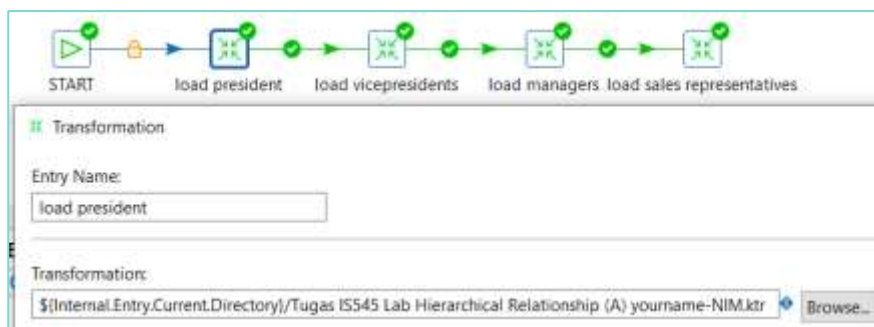 START
load president
load vicepresidents
load managers
load sales representatives
Transformation
Entry Name:
load president
Transformation:
${Internal.Entry.Current.Directory}/Tugas IS545 Lab Hierarchical Relationship (A) yourname-NIM.ktr
Browse...